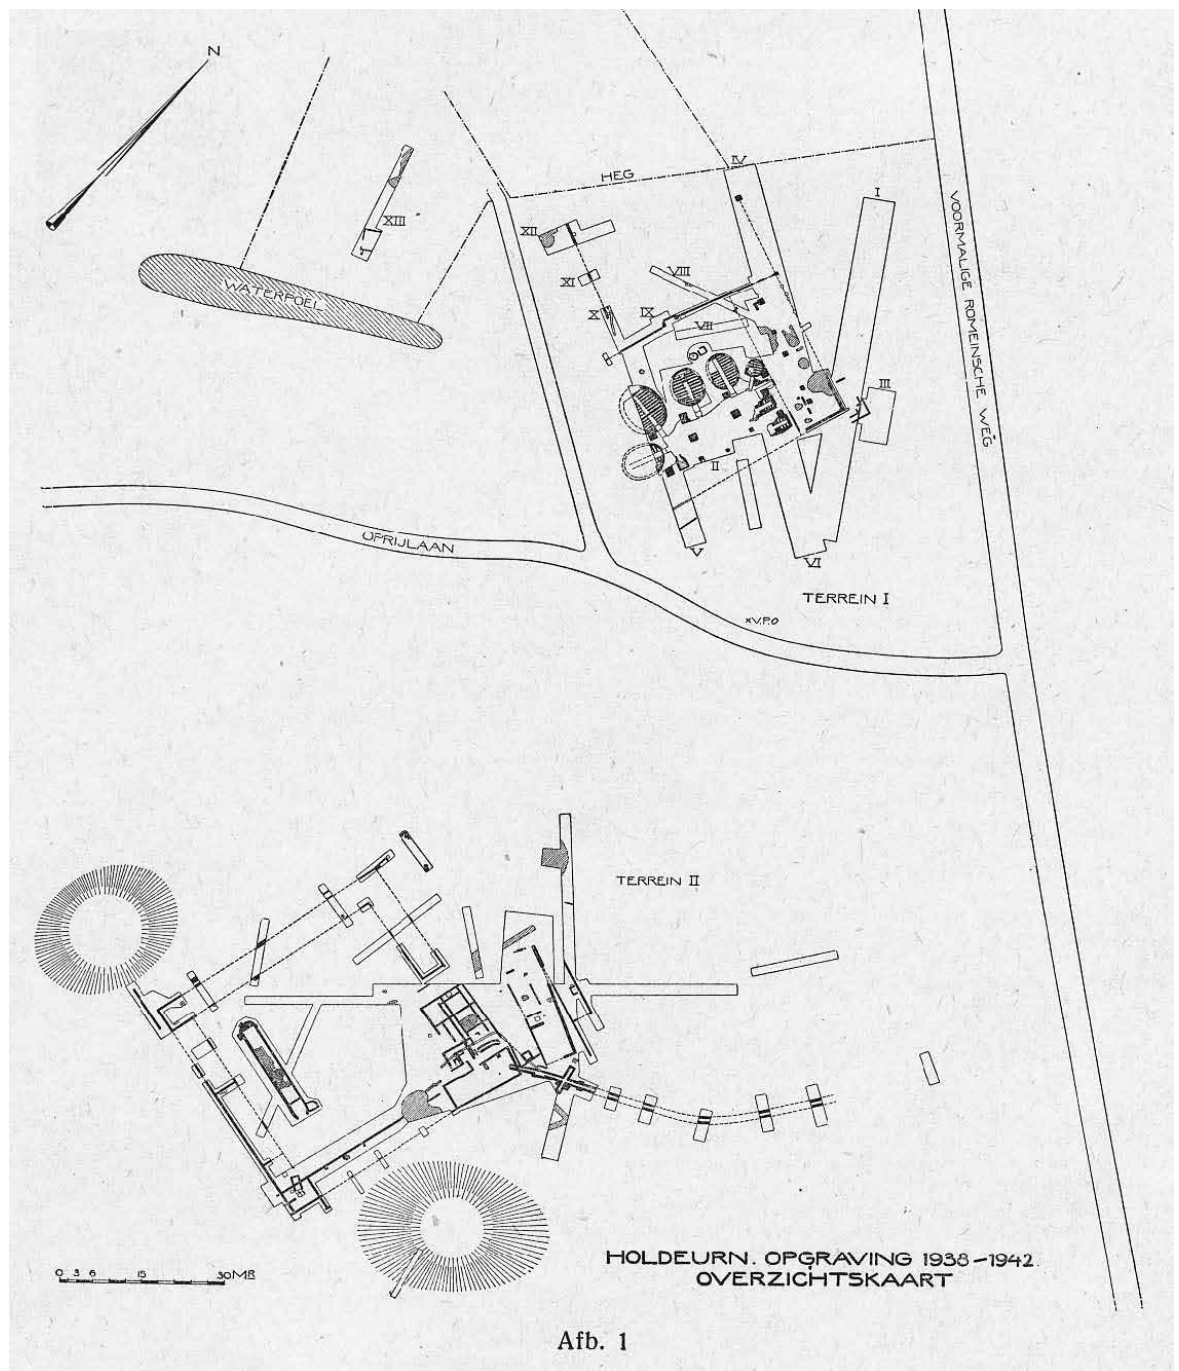 N
IV
HEG
I
XIII
XII
VIII
XI
WATERPOEL
X
IX
VII
VOORMALIGE ROMEINSCHE WEG
III
II
OPRIJLAAN
V
VI
TERREIN I
×V.P.O
TERREIN II
0 3 6 15 30 MR
HOLDEURN. OPGRAVING 1938-1942.
OVERZICHTSKAART
Afb. 1